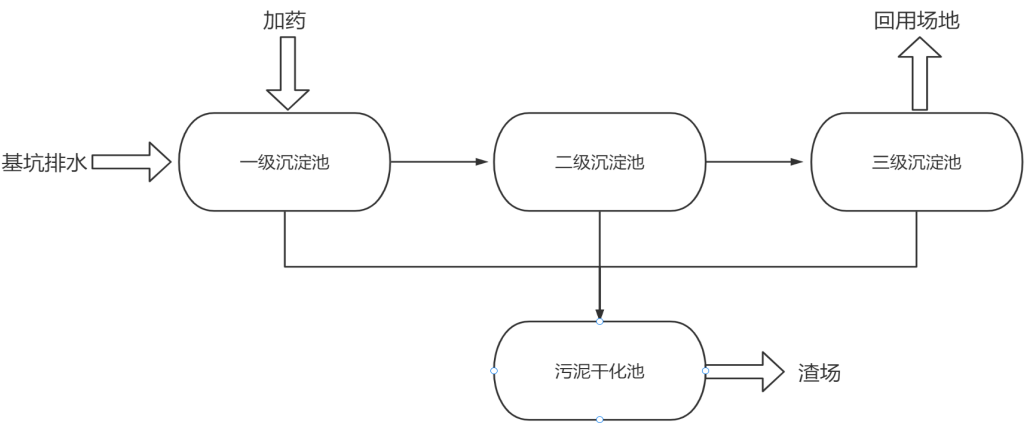 加药
回用场地
基坑排水
一级沉淀池
二级沉淀池
三级沉淀池
污泥干化池
渣场